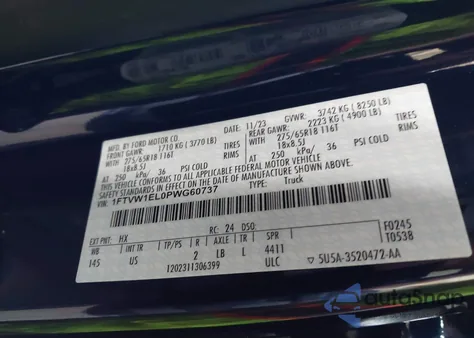 MFD. BY FORD MOTOR CO.
DATE: 11/23 GVWR: 3742 KG ( 8250 LB)
FRONT GAWR: 1710 KG ( 3770 LB) REAR GAWR: 2223 KG ( 4900 LB)
WITH 275/65R18 116T TIRES WITH 275/65R18 116T TIRES
18x8.5J RIMS 18x8.5J RIMS
AT 250 kPa/ 36 PSI COLD AT 250 kPa/ 36 PSI COLD
THIS VEHICLE CONFORMS TO ALL APPLICABLE FEDERAL MOTOR VEHICLE
SAFETY STANDARDS IN EFFECT ON THE DATE OF MANUFACTURE SHOWN ABOVE.
VIN: 1FTVW1EL0PWG60737 TYPE: Truck
F0245
T0538
EXT PNT: HX RC: 24 DSO:
WB INT TR TP/PS R AXLE TR SPR
145 US 2 LB L 4411
1202311306399 ULC 5U5A-3520472-AA
autoSnap